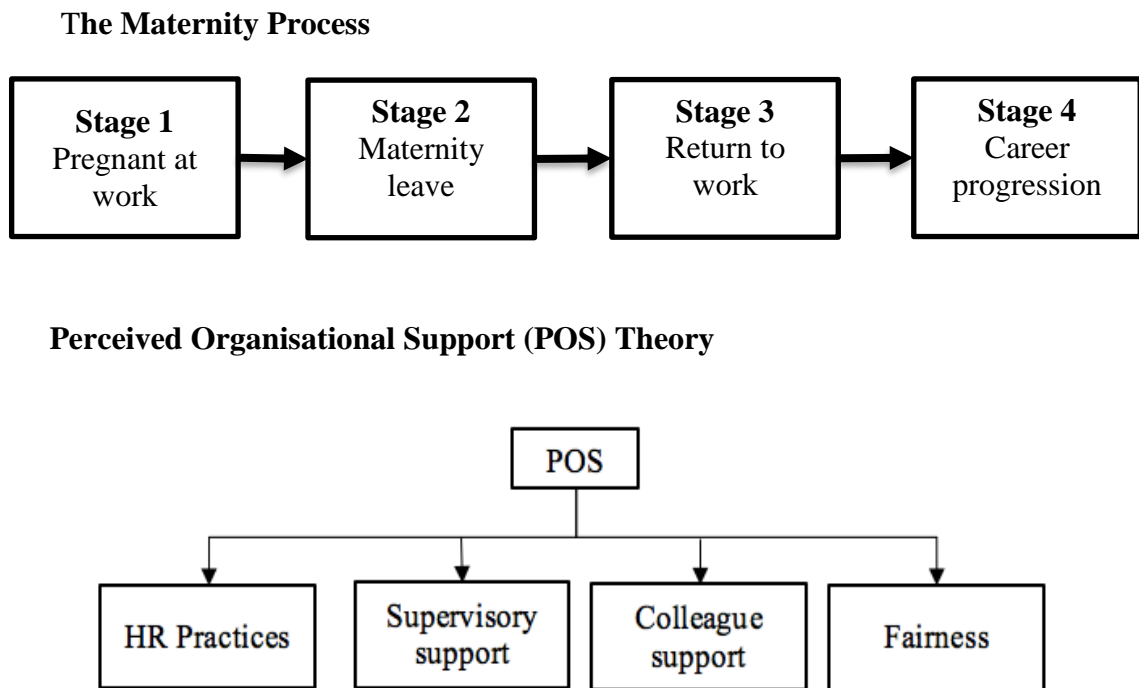 The Maternity Process
Stage 1
Pregnant at
work
Stage 2
Maternity
leave
Stage 3
Return to
work
Stage 4
Career
progression
Perceived Organisational Support (POS) Theory
POS
HR Practices
Supervisory
support
Colleague
support
Fairness